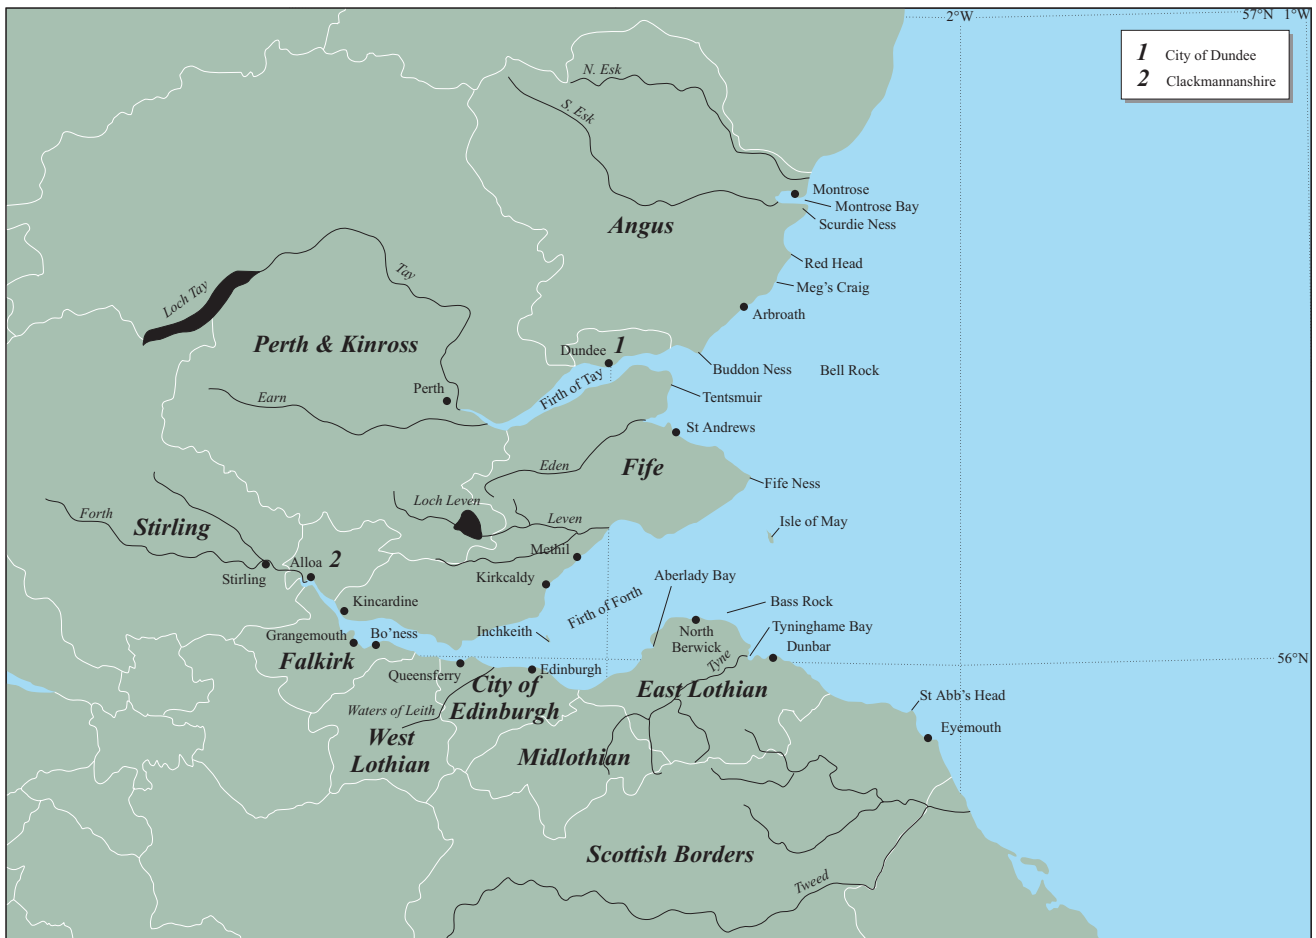 2°W
57°N 1°W
1 City of Dundee
2 Clackmannanshire
N. Esk
S. Esk
Montrose
Montrose Bay
Scurdie Ness
Angus
Red Head
Loch Tay
Tay
Meg's Craig
Arbroath
Perth & Kinross
Dundee 1
Buddon Ness
Bell Rock
Firth of Tay
Perth
Tentsmuir
Earn
St Andrews
Eden
Fife
Fife Ness
Loch Leven
Leven
Forth
Stirling
Isle of May
Methil
Alloa 2
Stirling
Kirkcaldy
Aberlady Bay
Kincardine
Firth of Forth
Bass Rock
Grangemouth
Bo'ness
Inchkeith
North
Berwick
Tyninghame Bay
Dunbar
Falkirk
Queensferry
Edinburgh
Tyne
56°N
City of
Edinburgh
East Lothian
Waters of Leith
St Abb's Head
Eyemouth
West
Lothian
Midlothian
Scottish Borders
Tweed